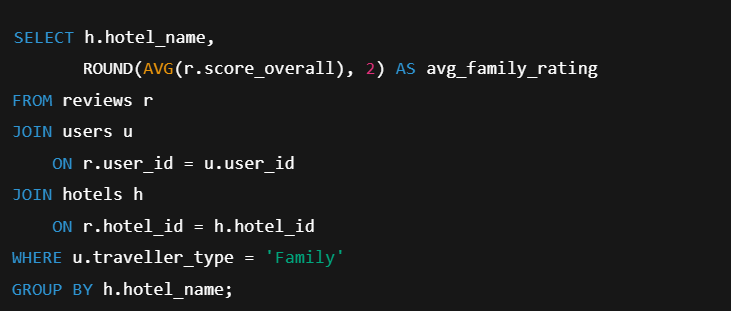 SELECT h.hotel_name,
       ROUND(AVG(r.score_overall), 2) AS avg_family_rating
FROM reviews r
JOIN users u
    ON r.user_id = u.user_id
JOIN hotels h
    ON r.hotel_id = h.hotel_id
WHERE u.traveller_type = 'Family'
GROUP BY h.hotel_name;